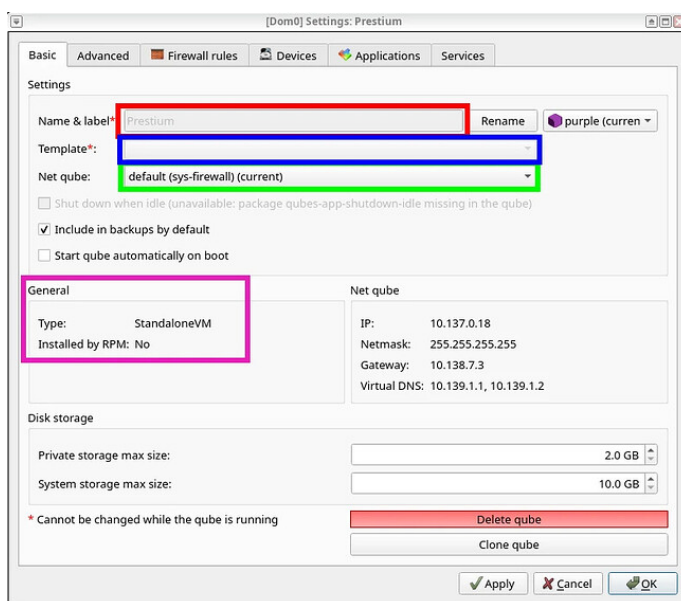 [Dom0] Settings: Prestium
Basic Advanced Firewall rules Devices Applications Services
Settings
Name & label* Prestium Rename purple (curren
Template*:
Net qube: default (sys-firewall) (current)
Shut down when idle (unavailable: package qubes-app-shutdown-idle missing in the qube)
Include in backups by default
Start qube automatically on boot
General
Type: StandaloneVM
Installed by RPM: No
Net qube
IP: 10.137.0.18
Netmask: 255.255.255.255
Gateway: 10.138.7.3
Virtual DNS: 10.139.1.1, 10.139.1.2
Disk storage
Private storage max size: 2.0 GB
System storage max size: 10.0 GB
* Cannot be changed while the qube is running
Delete qube
Clone qube
Apply Cancel OK